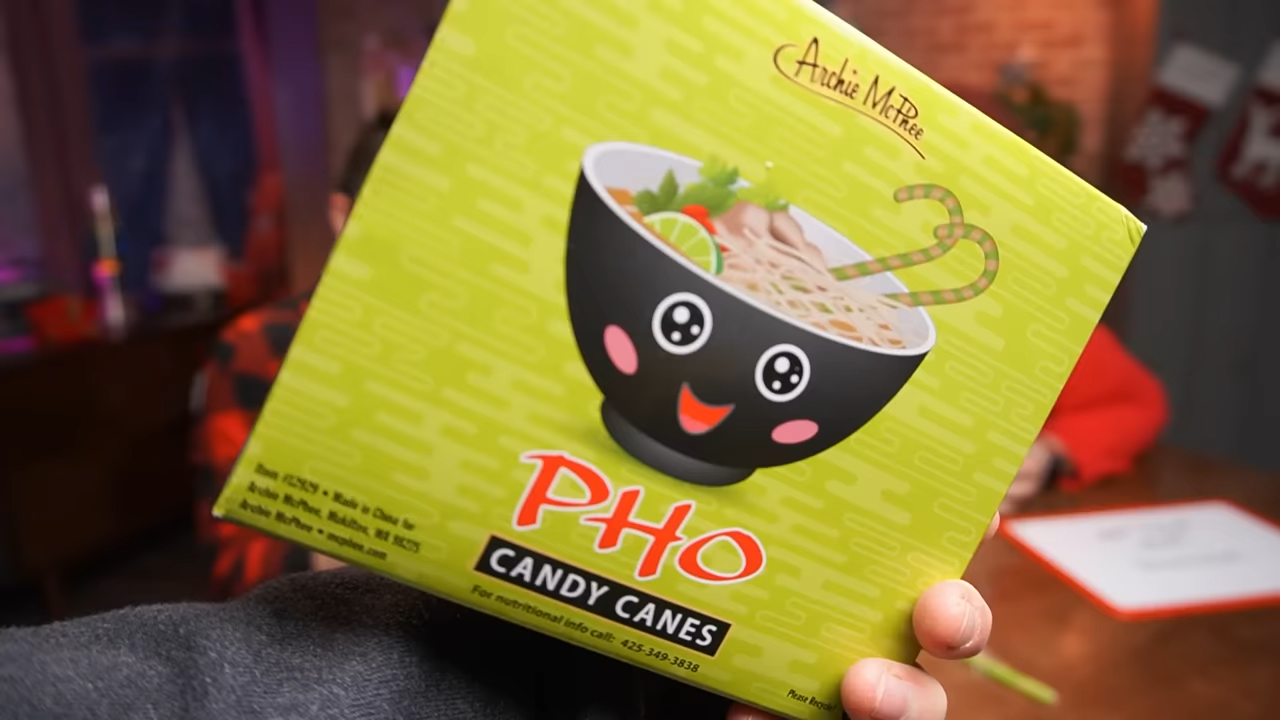 Archie McPhee
PHO
CANDY CANES
For nutritional info call: 425-349-3838
Item #12929 • Made in China for
Archie McPhee, Mukilteo, WA 98275
Archie McPhee • mcphee.com
Please Recycle